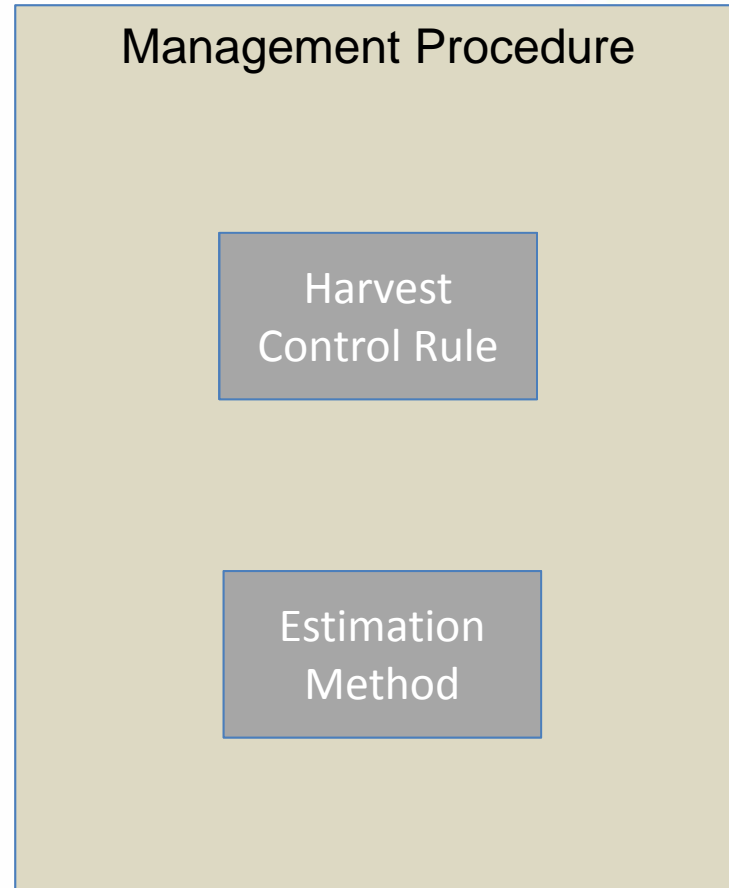 Management Procedure
Harvest
Control Rule
Estimation
Method